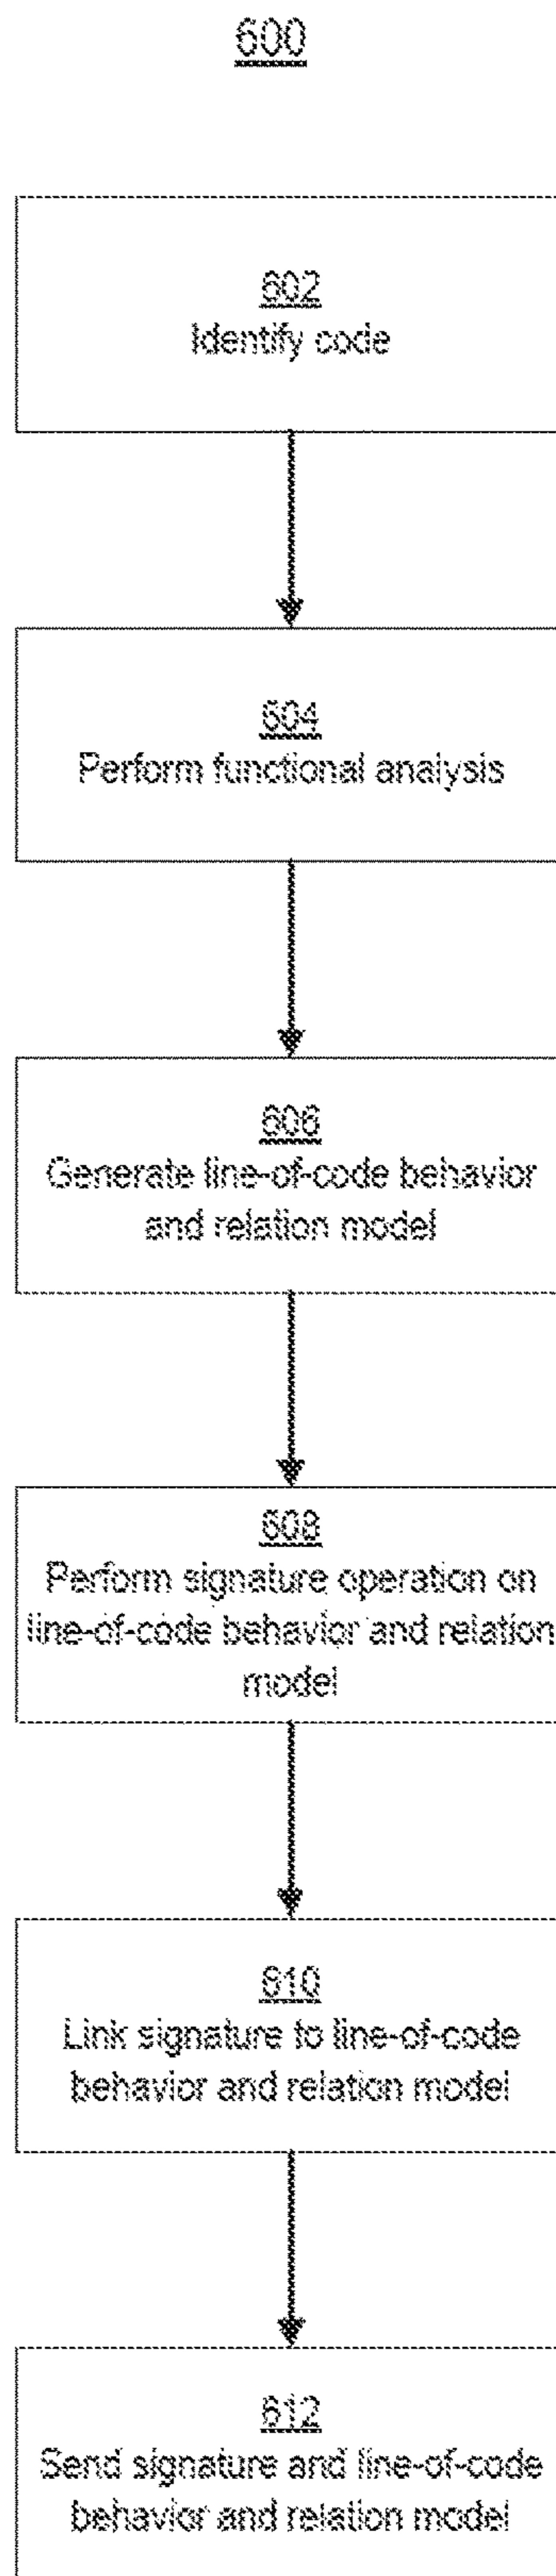 600
602
Identify code
604
Perform functional analysis
606
Generate line-of-code behavior
and relation model
608
Perform signature operation on
line-of-code behavior and relation
model
610
Link signature to line-of-code
behavior and relation model
612
Send signature and line-of-code
behavior and relation model